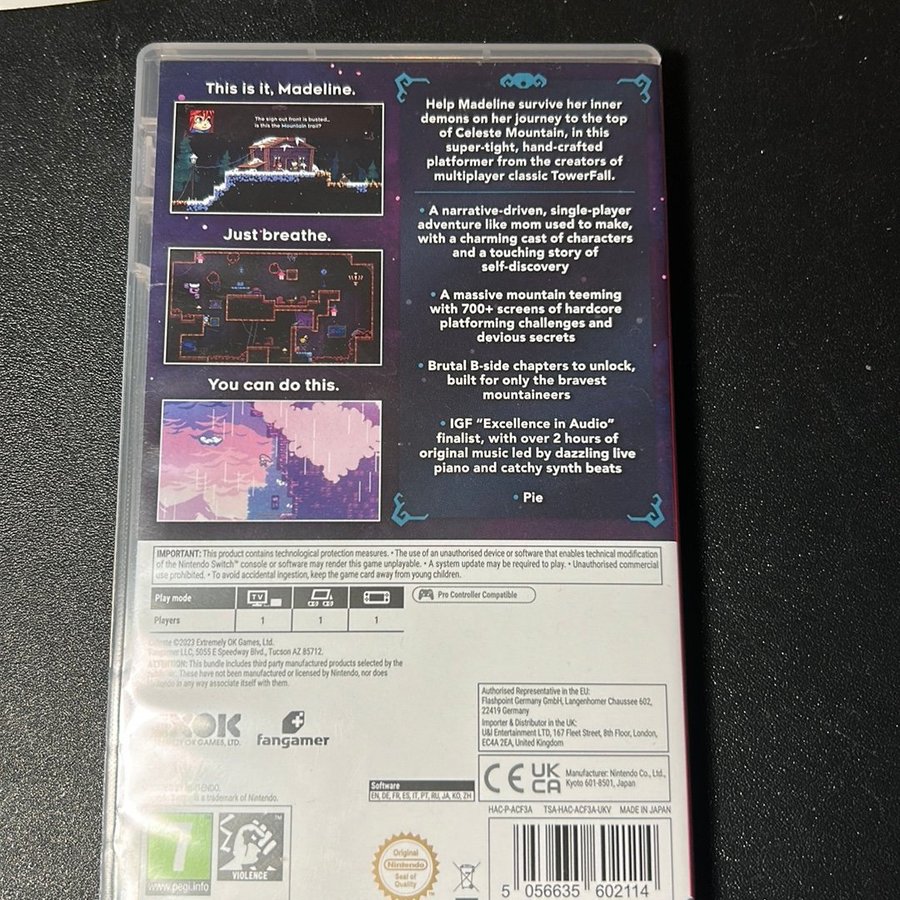 This is it, Madeline.
The sign out front is busted..
is this the Mountain trail?
Just breathe.
You can do this.
Help Madeline survive her inner
demons on her journey to the top
of Celeste Mountain, in this
super-tight, hand-crafted
platformer from the creators of
multiplayer classic TowerFall.
• A narrative-driven, single-player
adventure like mom used to make,
with a charming cast of characters
and a touching story of
self-discovery
• A massive mountain teeming
with 700+ screens of hardcore
platforming challenges and
devious secrets
• Brutal B-side chapters to unlock,
built for only the bravest
mountaineers
• IGF “Excellence in Audio”
finalist, with over 2 hours of
original music led by dazzling live
piano and catchy synth beats
• Pie
IMPORTANT: This product contains technological protection measures. • The use of an unauthorised device or software that enables technical modification
of the Nintendo Switch™ console or software may render this game unplayable. • A system update may be required to play. • Unauthorised commercial
use prohibited. • To avoid accidental ingestion, keep the game card away from young children.
Play mode
TV
Pro Controller Compatible
Players 1 1 1
Celeste ©2023 Extremely OK Games, Ltd.
Fangamer LLC, 5055 E Speedway Blvd., Tucson AZ 85712.
ATTENTION: This bundle includes third party manufactured products selected by the
These have not been manufactured or licensed by Nintendo, nor does
Nintendo in any way associate itself with them.
EXOK
OK GAMES, LTD.
fangamer
Authorised Representative in the EU:
Flashpoint Germany GmbH, Langenhorner Chaussee 602,
22419 Germany
Importer & Distributor in the UK:
U&I Entertainment LTD, 167 Fleet Street, 8th Floor, London,
EC4A 2EA, United Kingdom
CE UK CA
Manufacturer: Nintendo Co., Ltd.,
Kyoto 601-8501, Japan
is a trademark of Nintendo.
Software
EN, DE, FR, ES, IT, PT, RU, JA, KO, ZH
HAC-P-ACF3A TSA-HAC-ACF3A-UKV MADE IN JAPAN
7
www.pegi.info
VIOLENCE
™
Original
Nintendo
Seal of
Quality
5 056635 602114